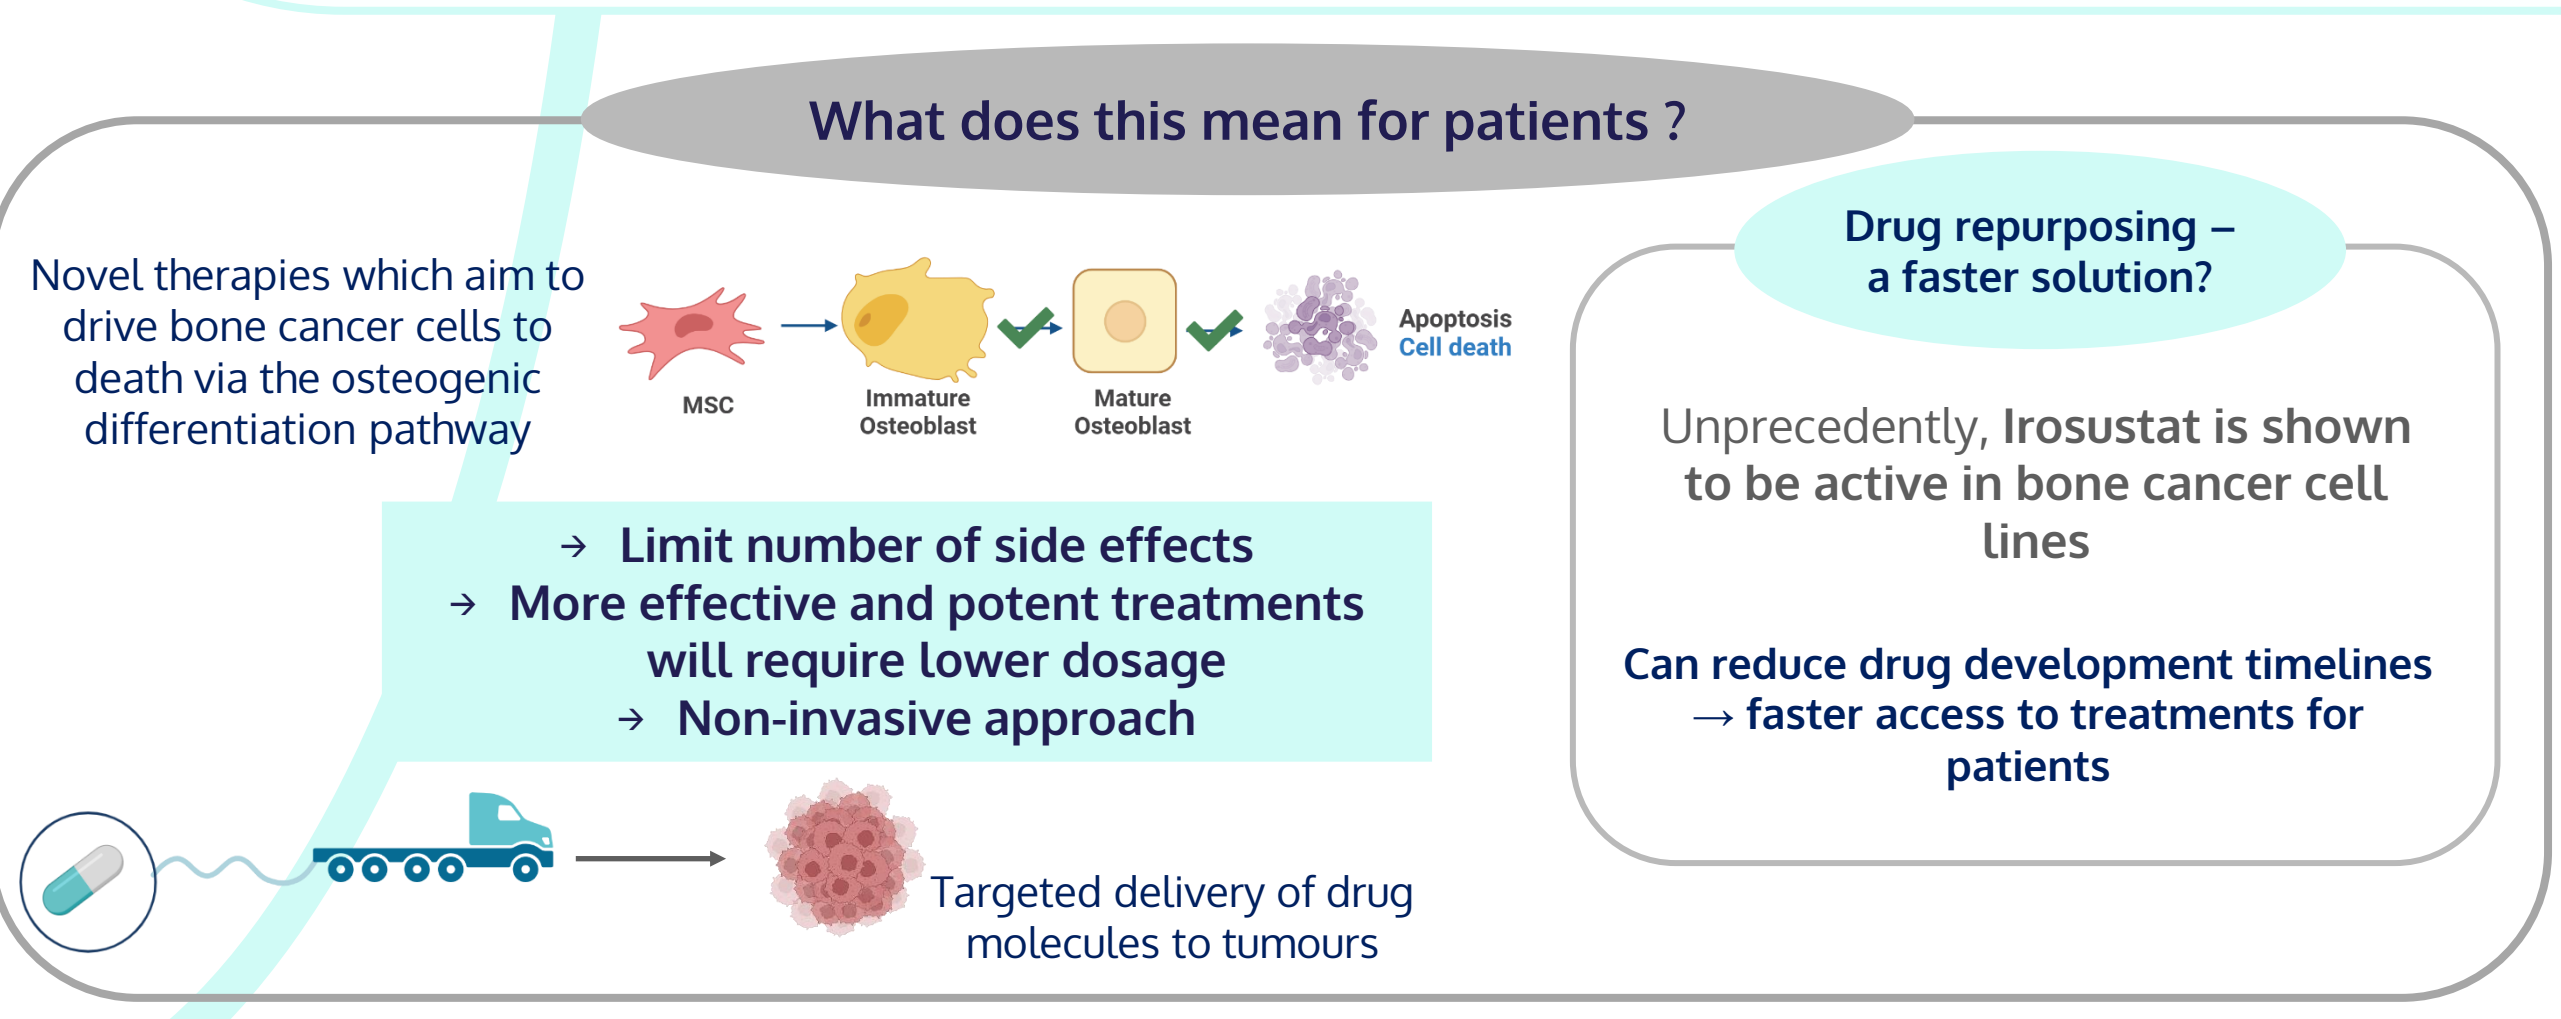 What does this mean for patients ?
Novel therapies which aim to
drive bone cancer cells to
death via the osteogenic
differentiation pathway
MSC
Immature
Osteoblast
Mature
Osteoblast
Apoptosis
Cell death
→ Limit number of side effects
→ More effective and potent treatments
will require lower dosage
→ Non-invasive approach
Targeted delivery of drug
molecules to tumours
Drug repurposing –
a faster solution?
Unprecedently, Irosustat is shown
to be active in bone cancer cell
lines
Can reduce drug development timelines
→ faster access to treatments for
patients